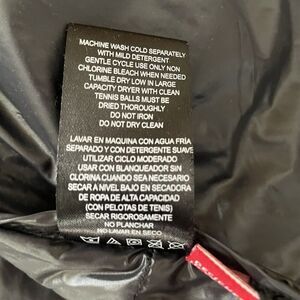 MACHINE WASH COLD SEPARATELY
WITH MILD DETERGENT
GENTLE CYCLE USE ONLY NON
CHLORINE BLEACH WHEN NEEDED
TUMBLE DRY LOW IN LARGE
CAPACITY DRYER WITH CLEAN
TENNIS BALLS MUST BE
DRIED THOROUGHLY
DO NOT IRON
DO NOT DRY CLEAN
LAVAR EN MAQUINA CON AGUA FRÍA
SEPARADO Y CON DETERGENTE SUAVE
UTILIZAR CICLO MODERADO
USAR CON BLANQUEADOR SIN
CLORNA CUANDO SEA NECESARIO
SECAR A NIVEL BAJO EN SECADORA
DE ROPA DE ALTA CAPACIDAD
(CON PELOTAS DE TENIS)
SECAR RIGOROSAMENTE
NO PLANCHAR
NO LAVAR EN SECO